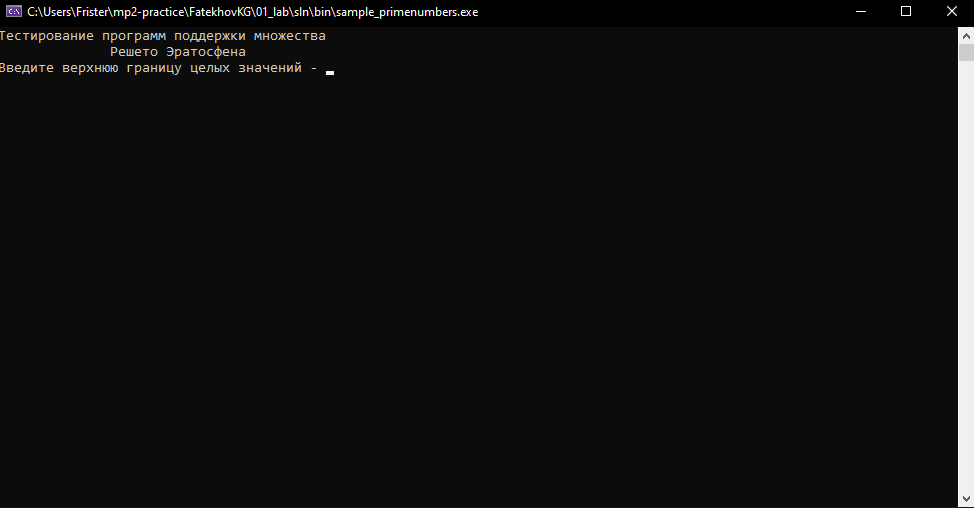 C:\Users\Frister\mp2-practice\FatekhovKG\01_lab\sln\bin\sample_primenumbers.exe
Тестирование программ поддержки множества
Решето Эратосфена
Введите верхнюю границу целых значений -